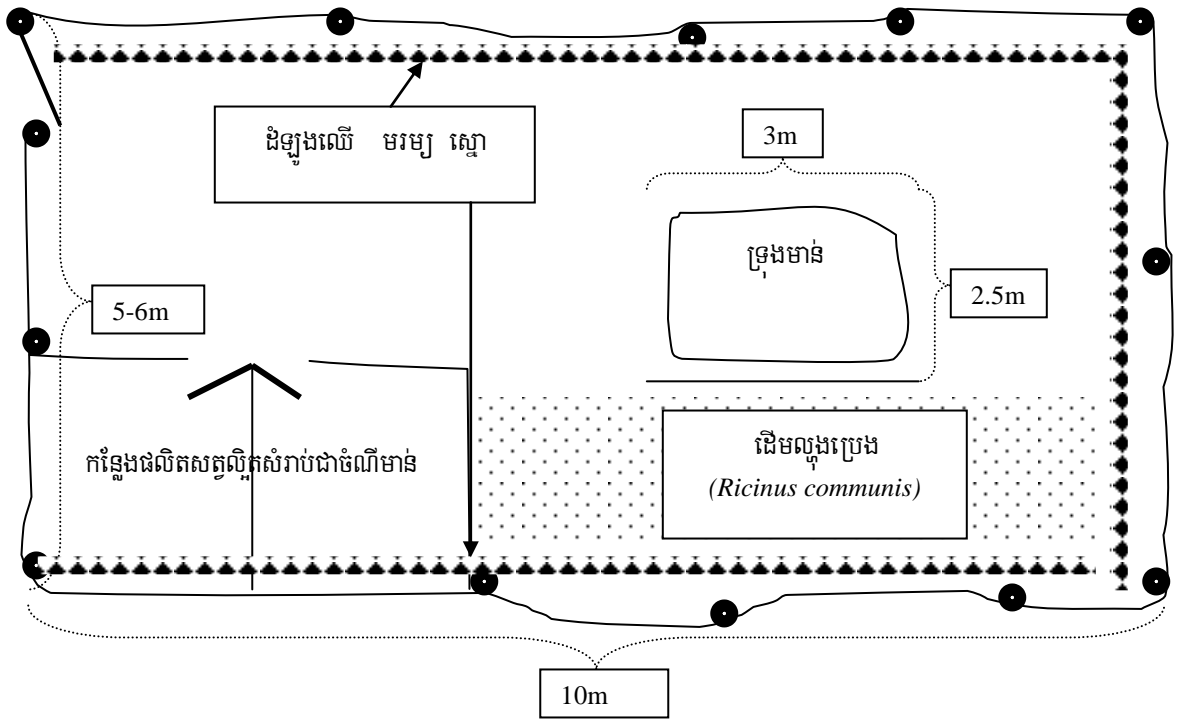 ដំឡូងឈើ មរម្យ ស្នោ
3m
ទ្រុងមាន់
2.5m
5-6m
កន្លែងផលិតសត្វល្អិតសំរាប់ជាចំណីមាន់
ដើមល្ហុងប្រេង
(Ricinus communis)
10m